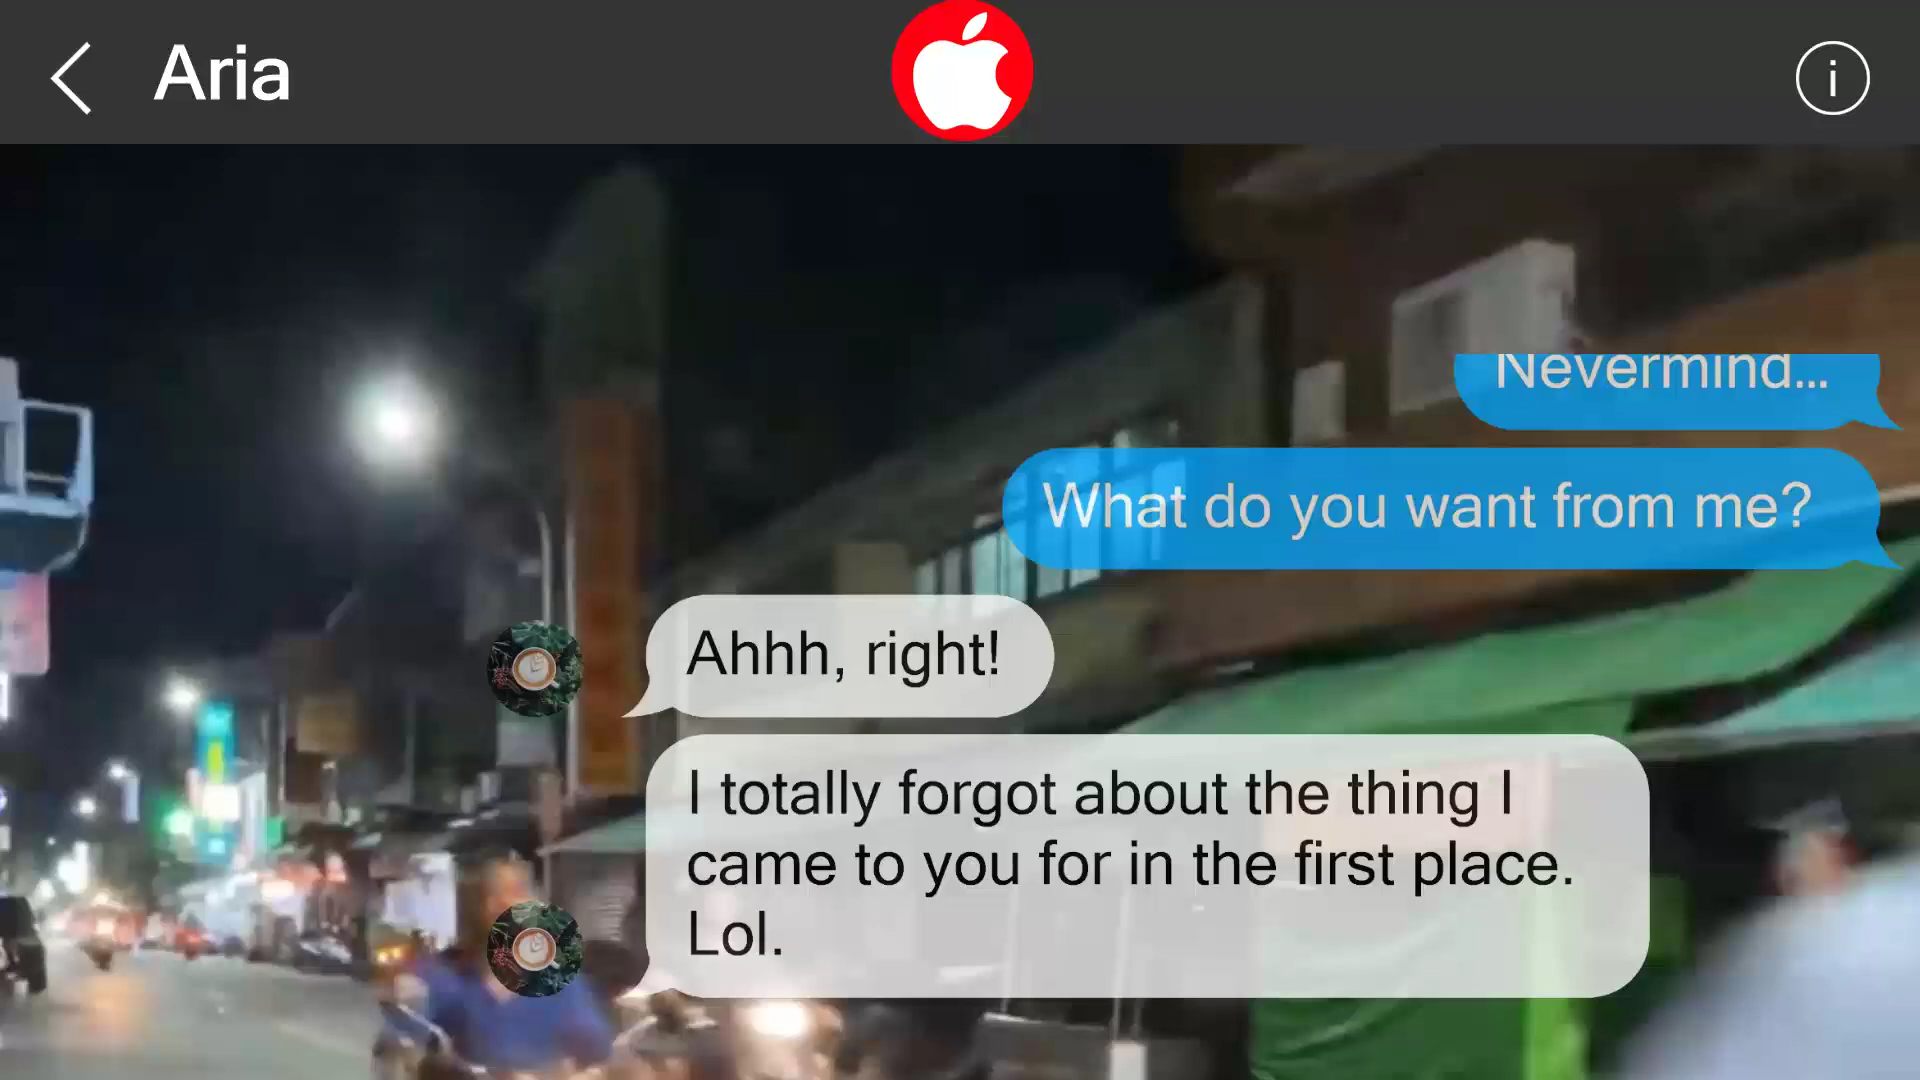 Aria
Nevermind...
What do you want from me?
Ahhh, right!
I totally forgot about the thing I
came to you for in the first place.
Lol.